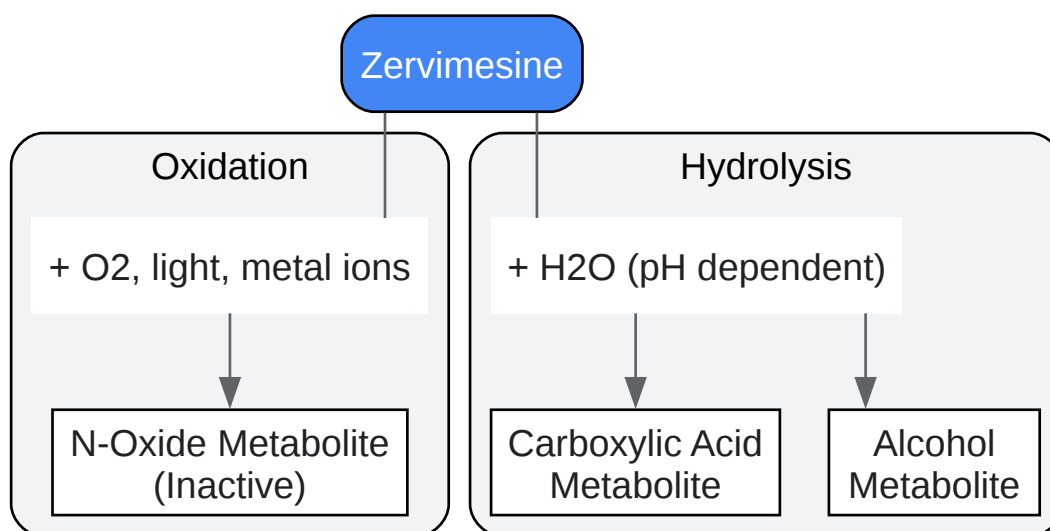 Zervimesine
Oxidation
+ O2, light, metal ions
N-Oxide Metabolite
(Inactive)
Hydrolysis
+ H2O (pH dependent)
Carboxylic Acid
Metabolite
Alcohol
Metabolite